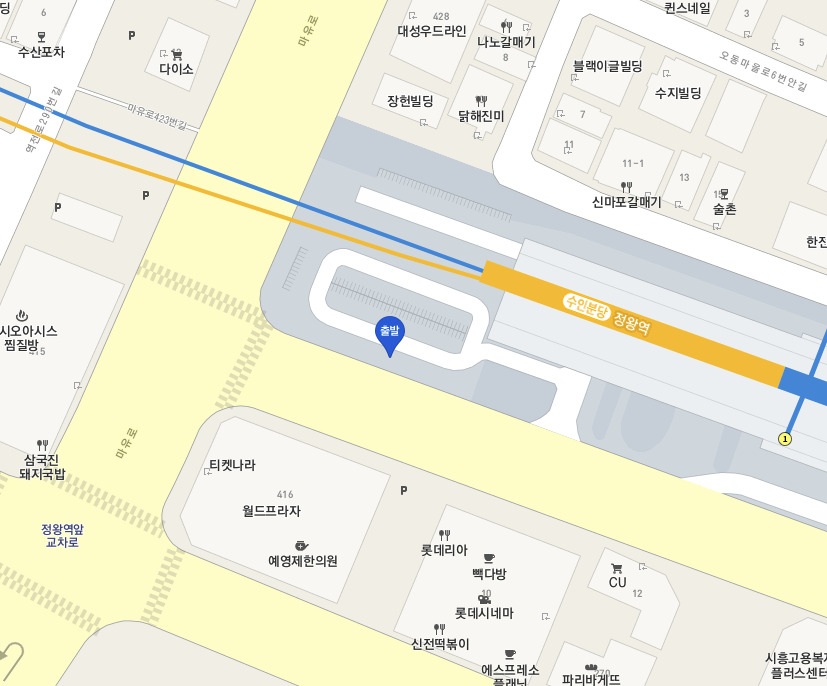 6
수산포차
P
다이소
마유로
428
대성우드라인
나노갈매기
8
퀸스네일
3
5
오동마을로6번안길
블랙이글빌딩
수지빌딩
장헌빌딩
닭해진미
7
11
11-1
13
신마포갈매기
술촌
한진
역전로290번길
마유로423번길
P
P
수인분당 정왕역
출발
1
시오아시스
찜질방
마유로
삼국진
돼지국밥
티켓나라
416
월드프라자
예영제한의원
P
정왕역앞
교차로
롯데리아
빽다방
10
롯데시네마
신전떡볶이
에스프레소
플래닛
CU
12
파리바게뜨
시흥고용복지
플러스센터